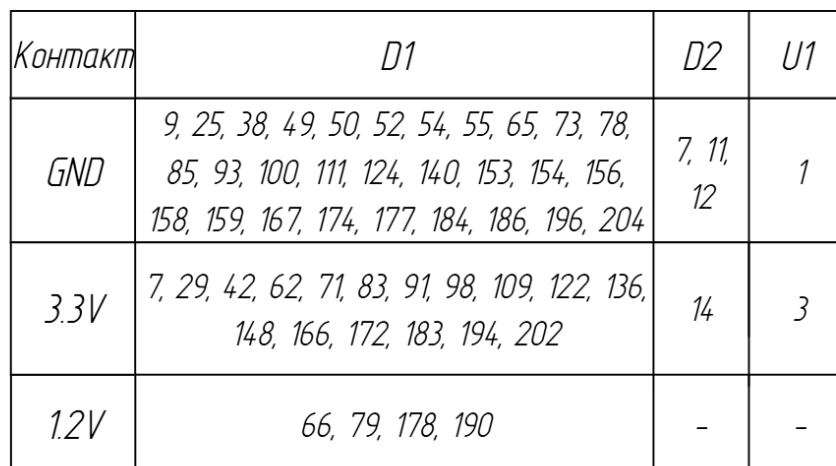 Контакт D1 D2 U1
GND
9, 25, 38, 49, 50, 52, 54, 55, 65, 73, 78,
85, 93, 100, 111, 124, 140, 153, 154, 156,
158, 159, 167, 174, 177, 184, 186, 196, 204
7, 11,
12
1
3.3V
7, 29, 42, 62, 71, 83, 91, 98, 109, 122, 136,
148, 166, 172, 183, 194, 202
14
3
1.2V 66, 79, 178, 190 - -